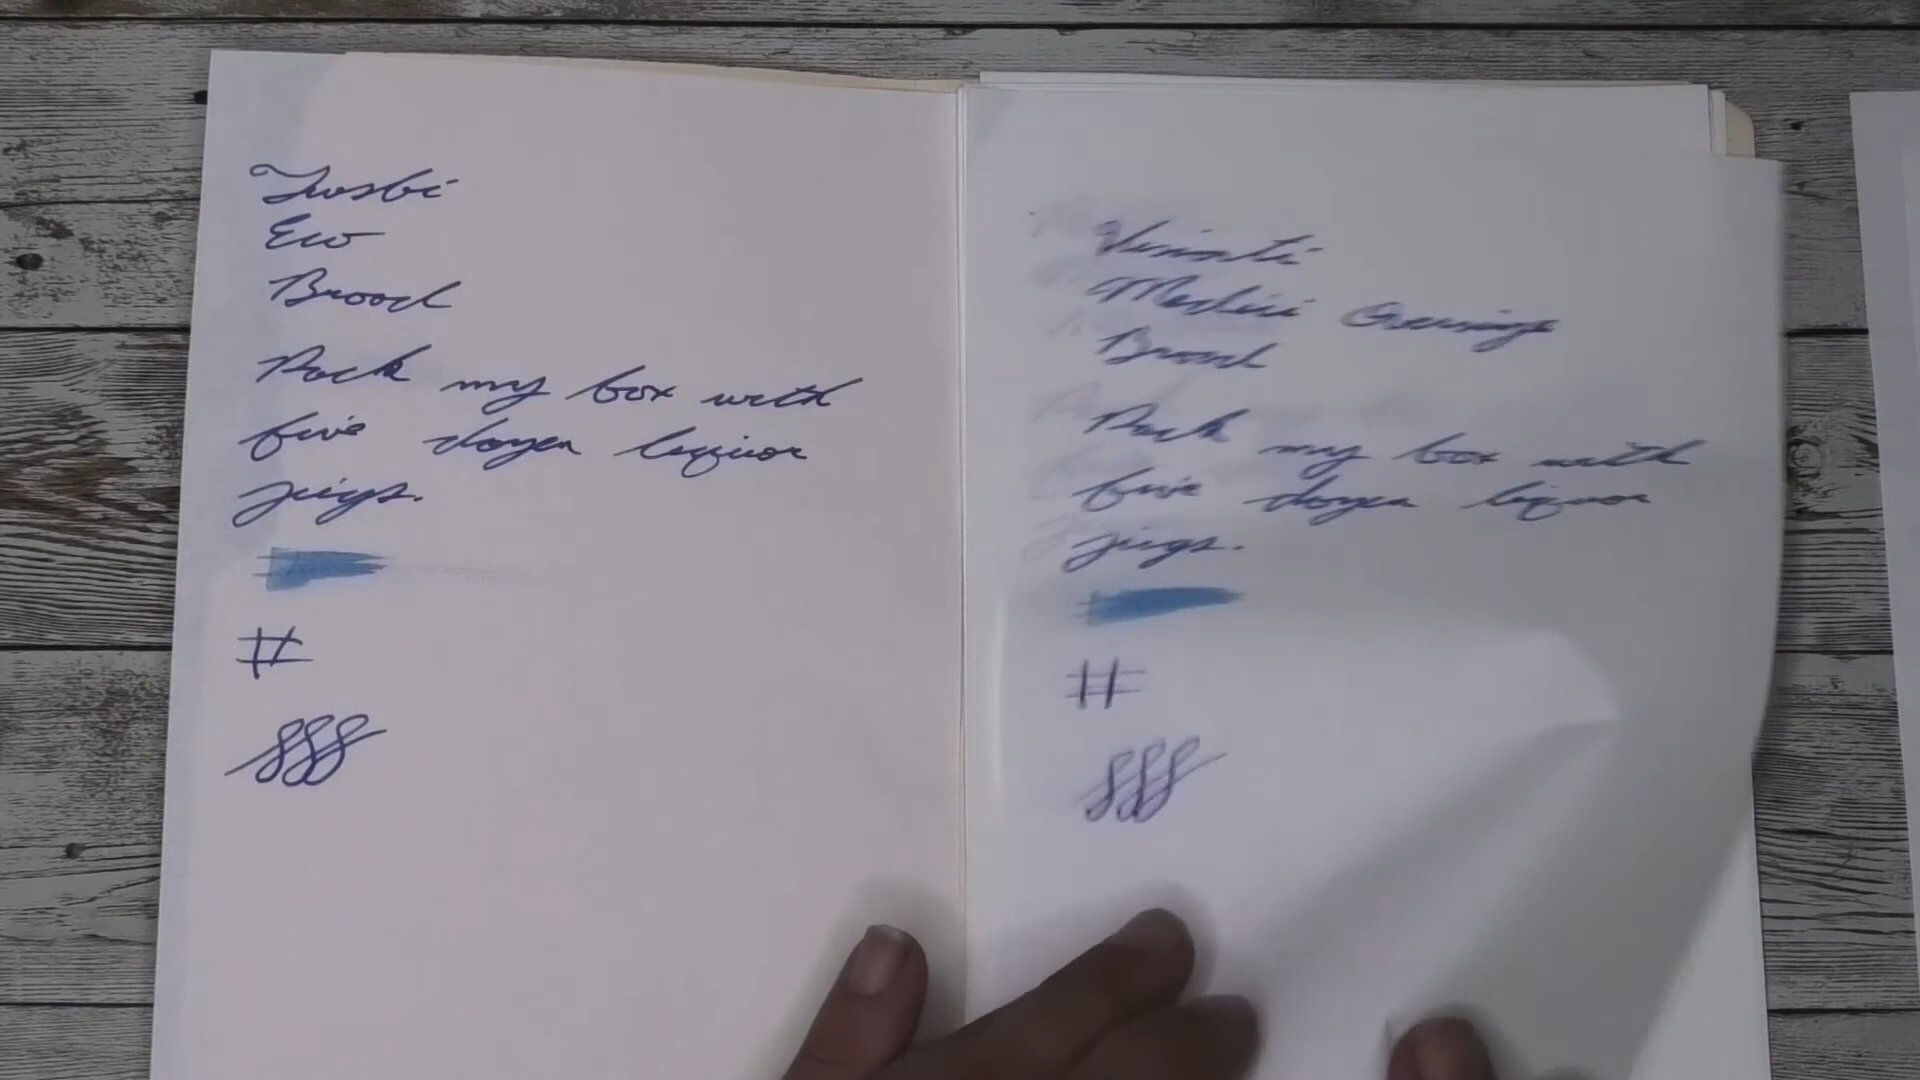 Twsbi
Eco
Broad
Pack my box with
five dozen liquor
jugs.
#
Visconti
Medici
Broad
Pack my box with
five dozen liquor
jugs.
#